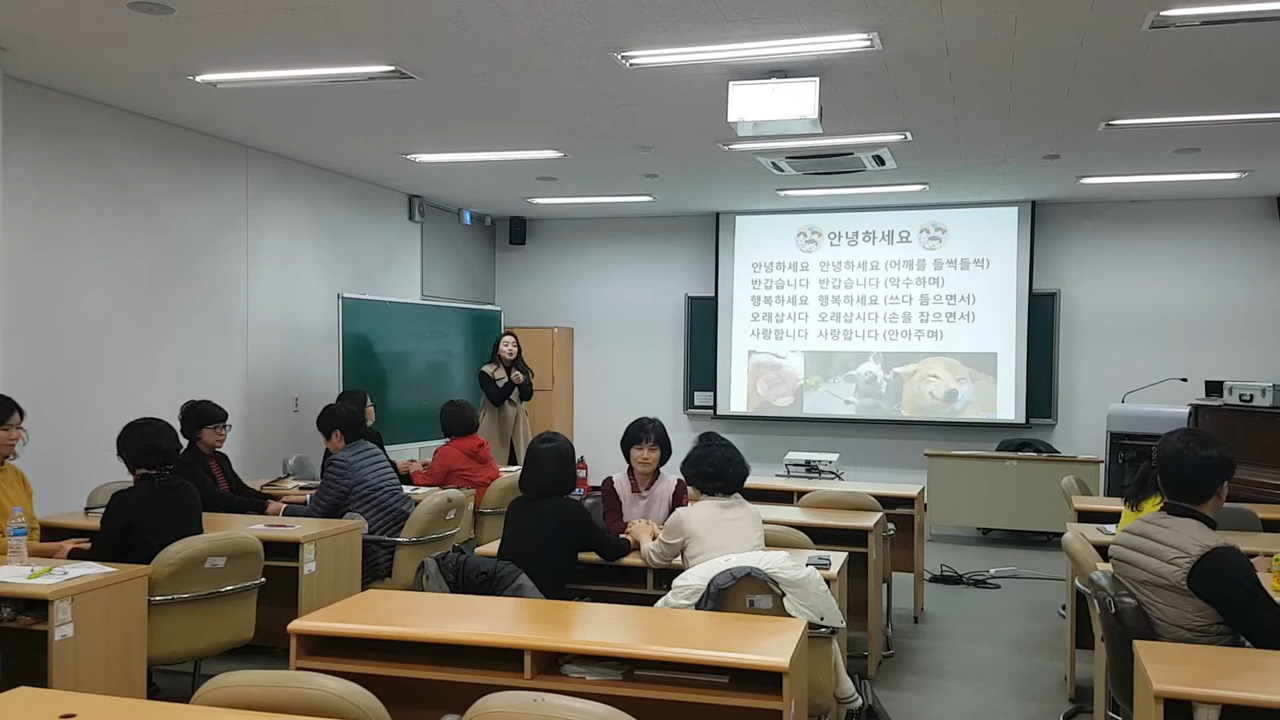 안녕하세요
안녕하세요 안녕하세요 (어깨를 들썩들썩)
반갑습니다 반갑습니다 (악수하며)
행복하세요 행복하세요 (쓰다 듬으면서)
오래삽시다 오래삽시다 (손을 잡으면서)
사랑합니다 사랑합니다 (안아주며)